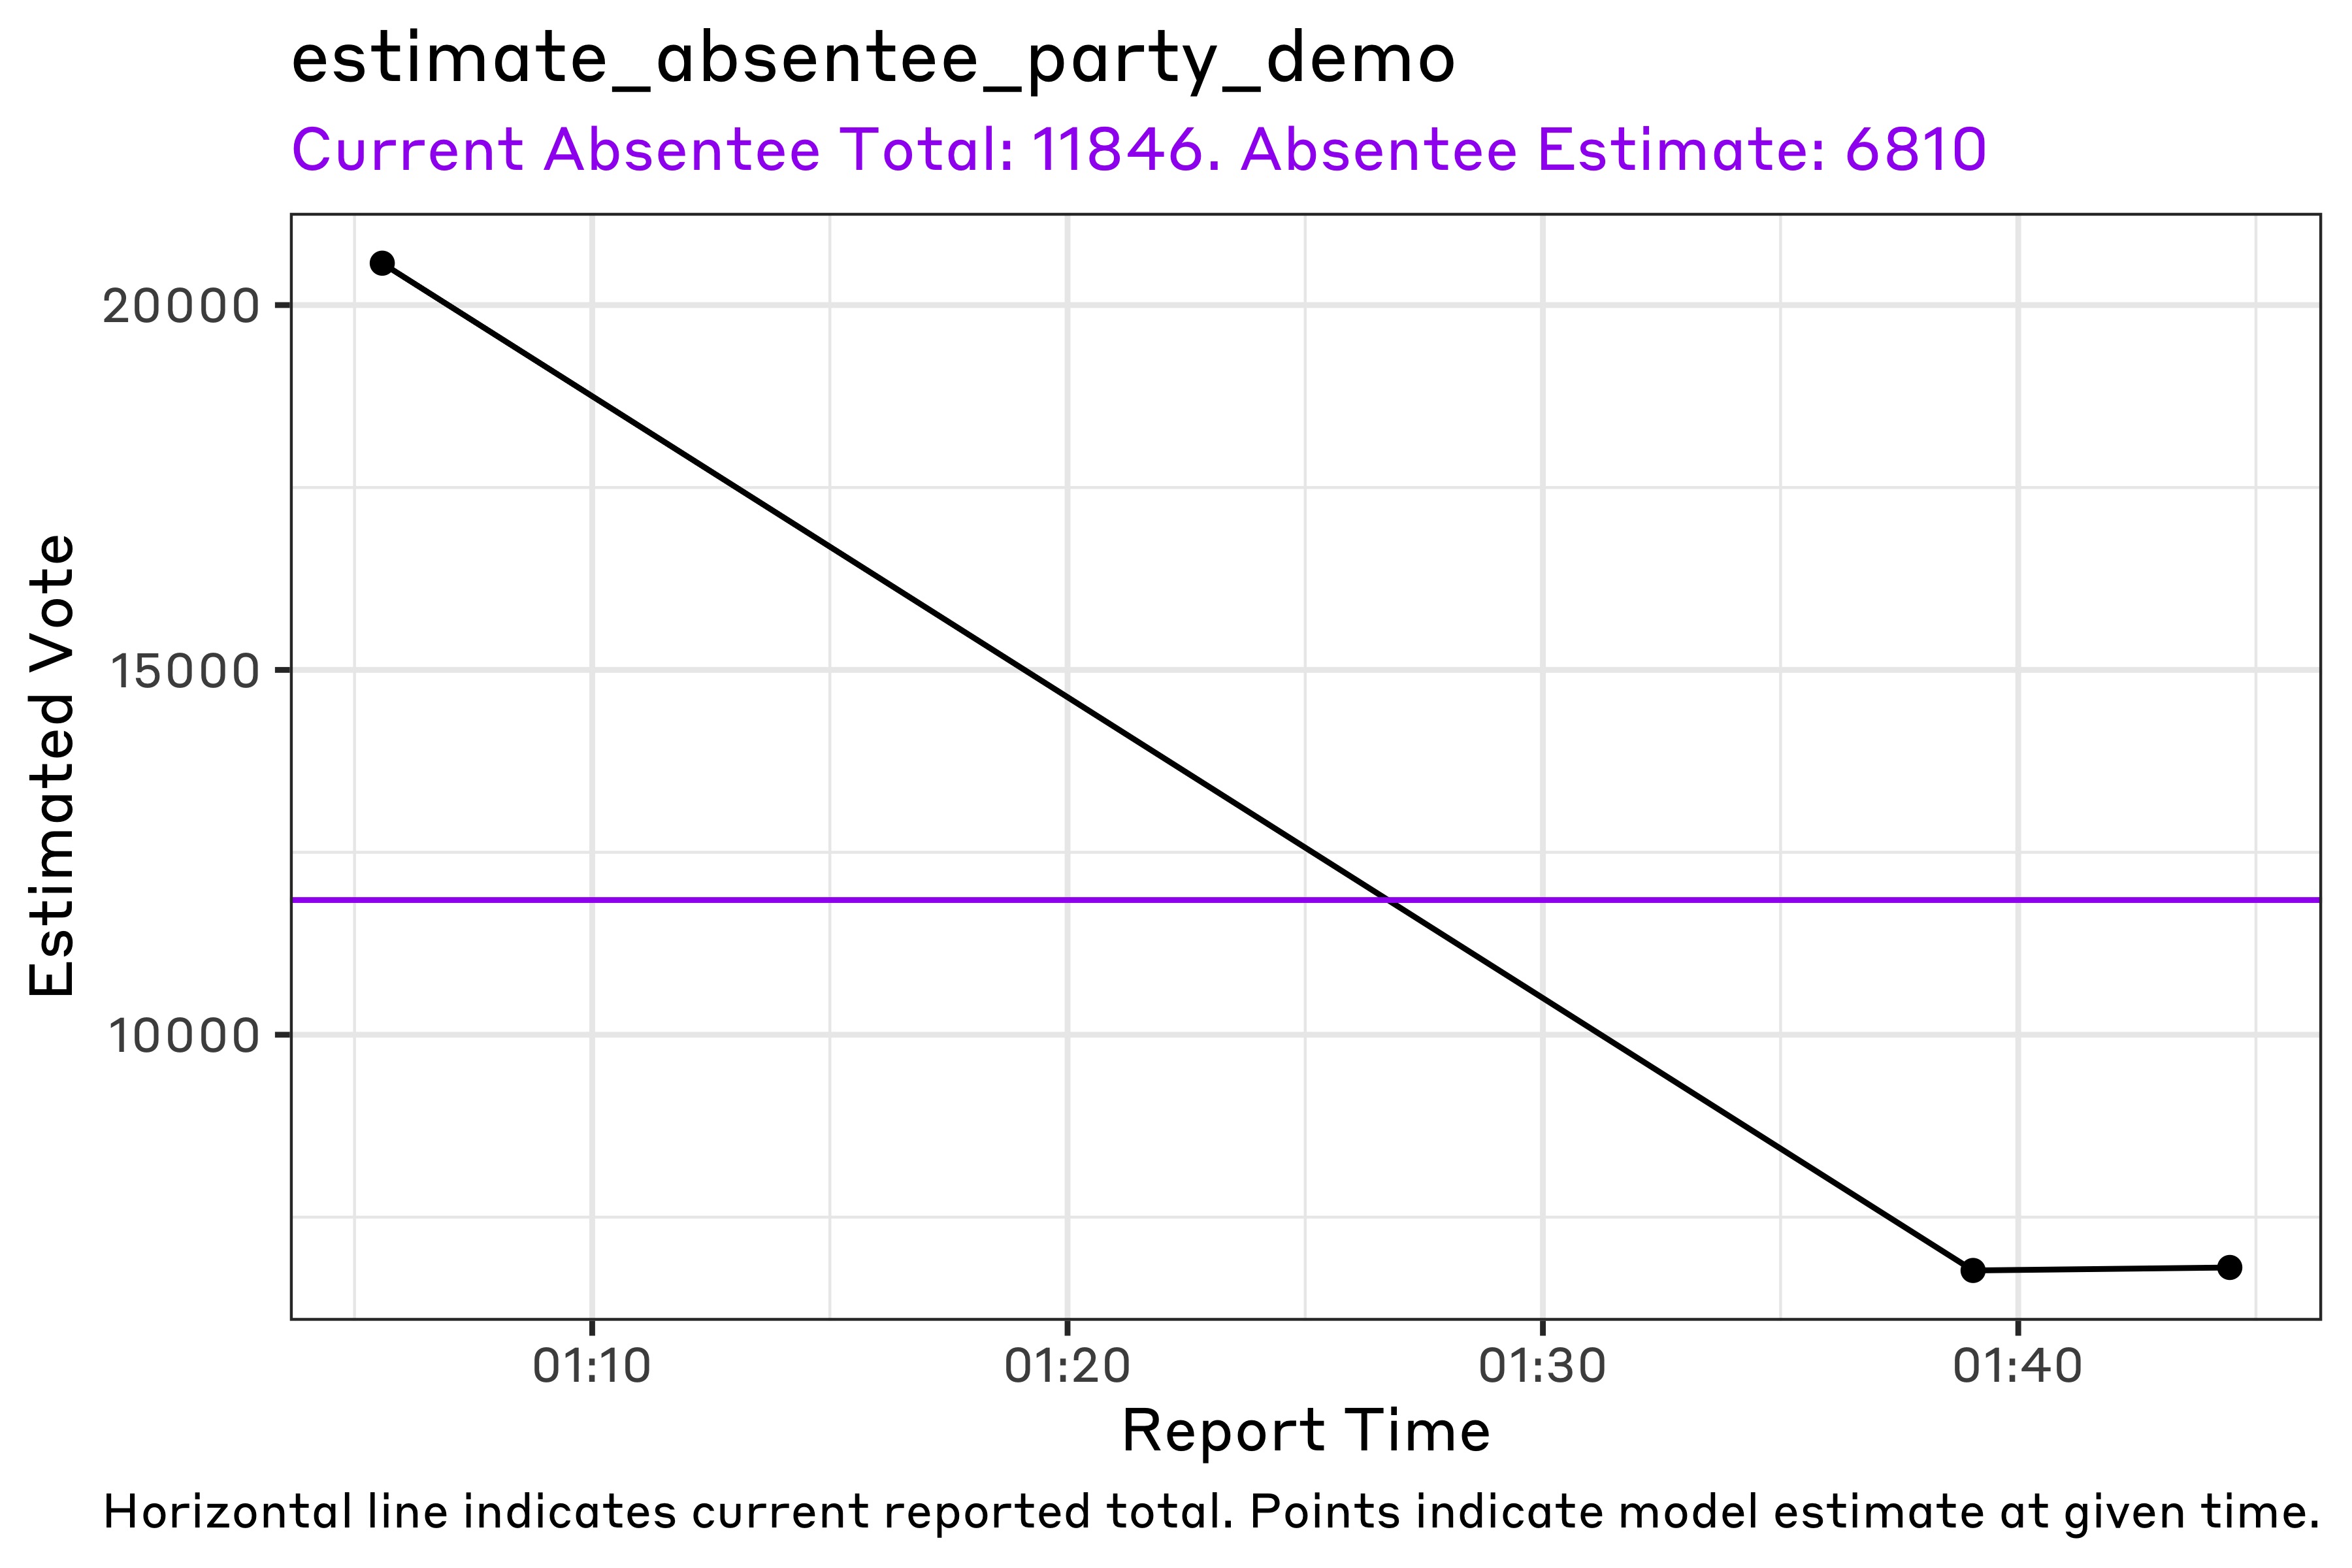 estimate_absentee_party_demo
Current Absentee Total: 11846. Absentee Estimate: 6810
Estimated Vote
20000
15000
10000
01:10 01:20 01:30 01:40
Report Time
Horizontal line indicates current reported total. Points indicate model estimate at given time.